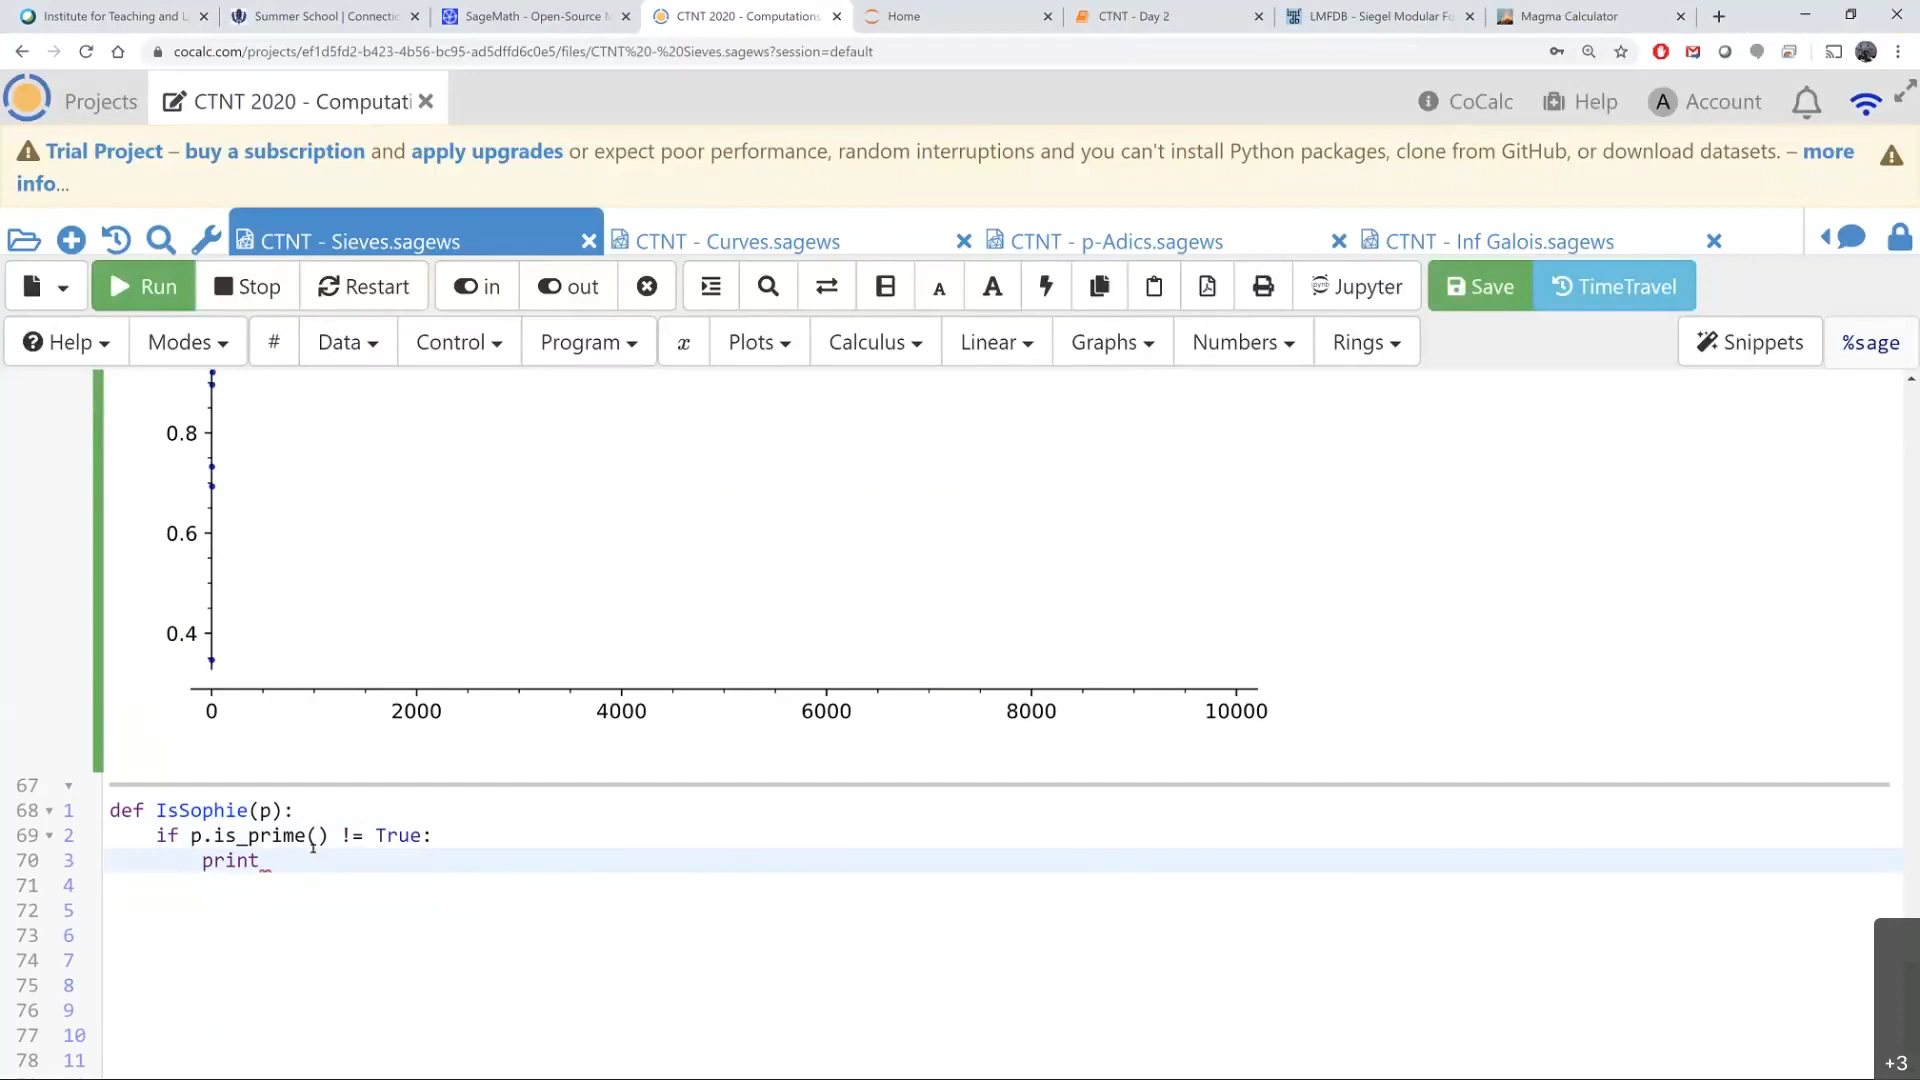 Institute for Teaching and L
Summer School | Connectic
SageMath - Open-Source M
CTNT 2020 - Computations
Home
CTNT - Day 2
LMFDB - Siegel Modular Fo
Magma Calculator
cocalc.com/projects/ef1d5fd2-b423-4b56-bc95-ad5dffd6c0e5/files/CTNT%20-%20Sieves.sagews?session=default
Projects
CTNT 2020 - Computati
CoCalc
Help
A Account
Trial Project – buy a subscription and apply upgrades or expect poor performance, random interruptions and you can't install Python packages, clone from GitHub, or download datasets. – more
info...
CTNT - Sieves.sagews
CTNT - Curves.sagews
CTNT - p-Adics.sagews
CTNT - Inf Galois.sagews
Run
Stop
Restart
in
out
A
A
Jupyter
Save
TimeTravel
Help
Modes
#
Data
Control
Program
x
Plots
Calculus
Linear
Graphs
Numbers
Rings
Snippets
%sage
0.8
0.6
0.4
0 2000 4000 6000 8000 10000
67
68 1 def IsSophie(p):
69 2 if p.is_prime() != True:
70 3 print
71 4
72 5
73 6
74 7
75 8
76 9
77 10
78 11
+3